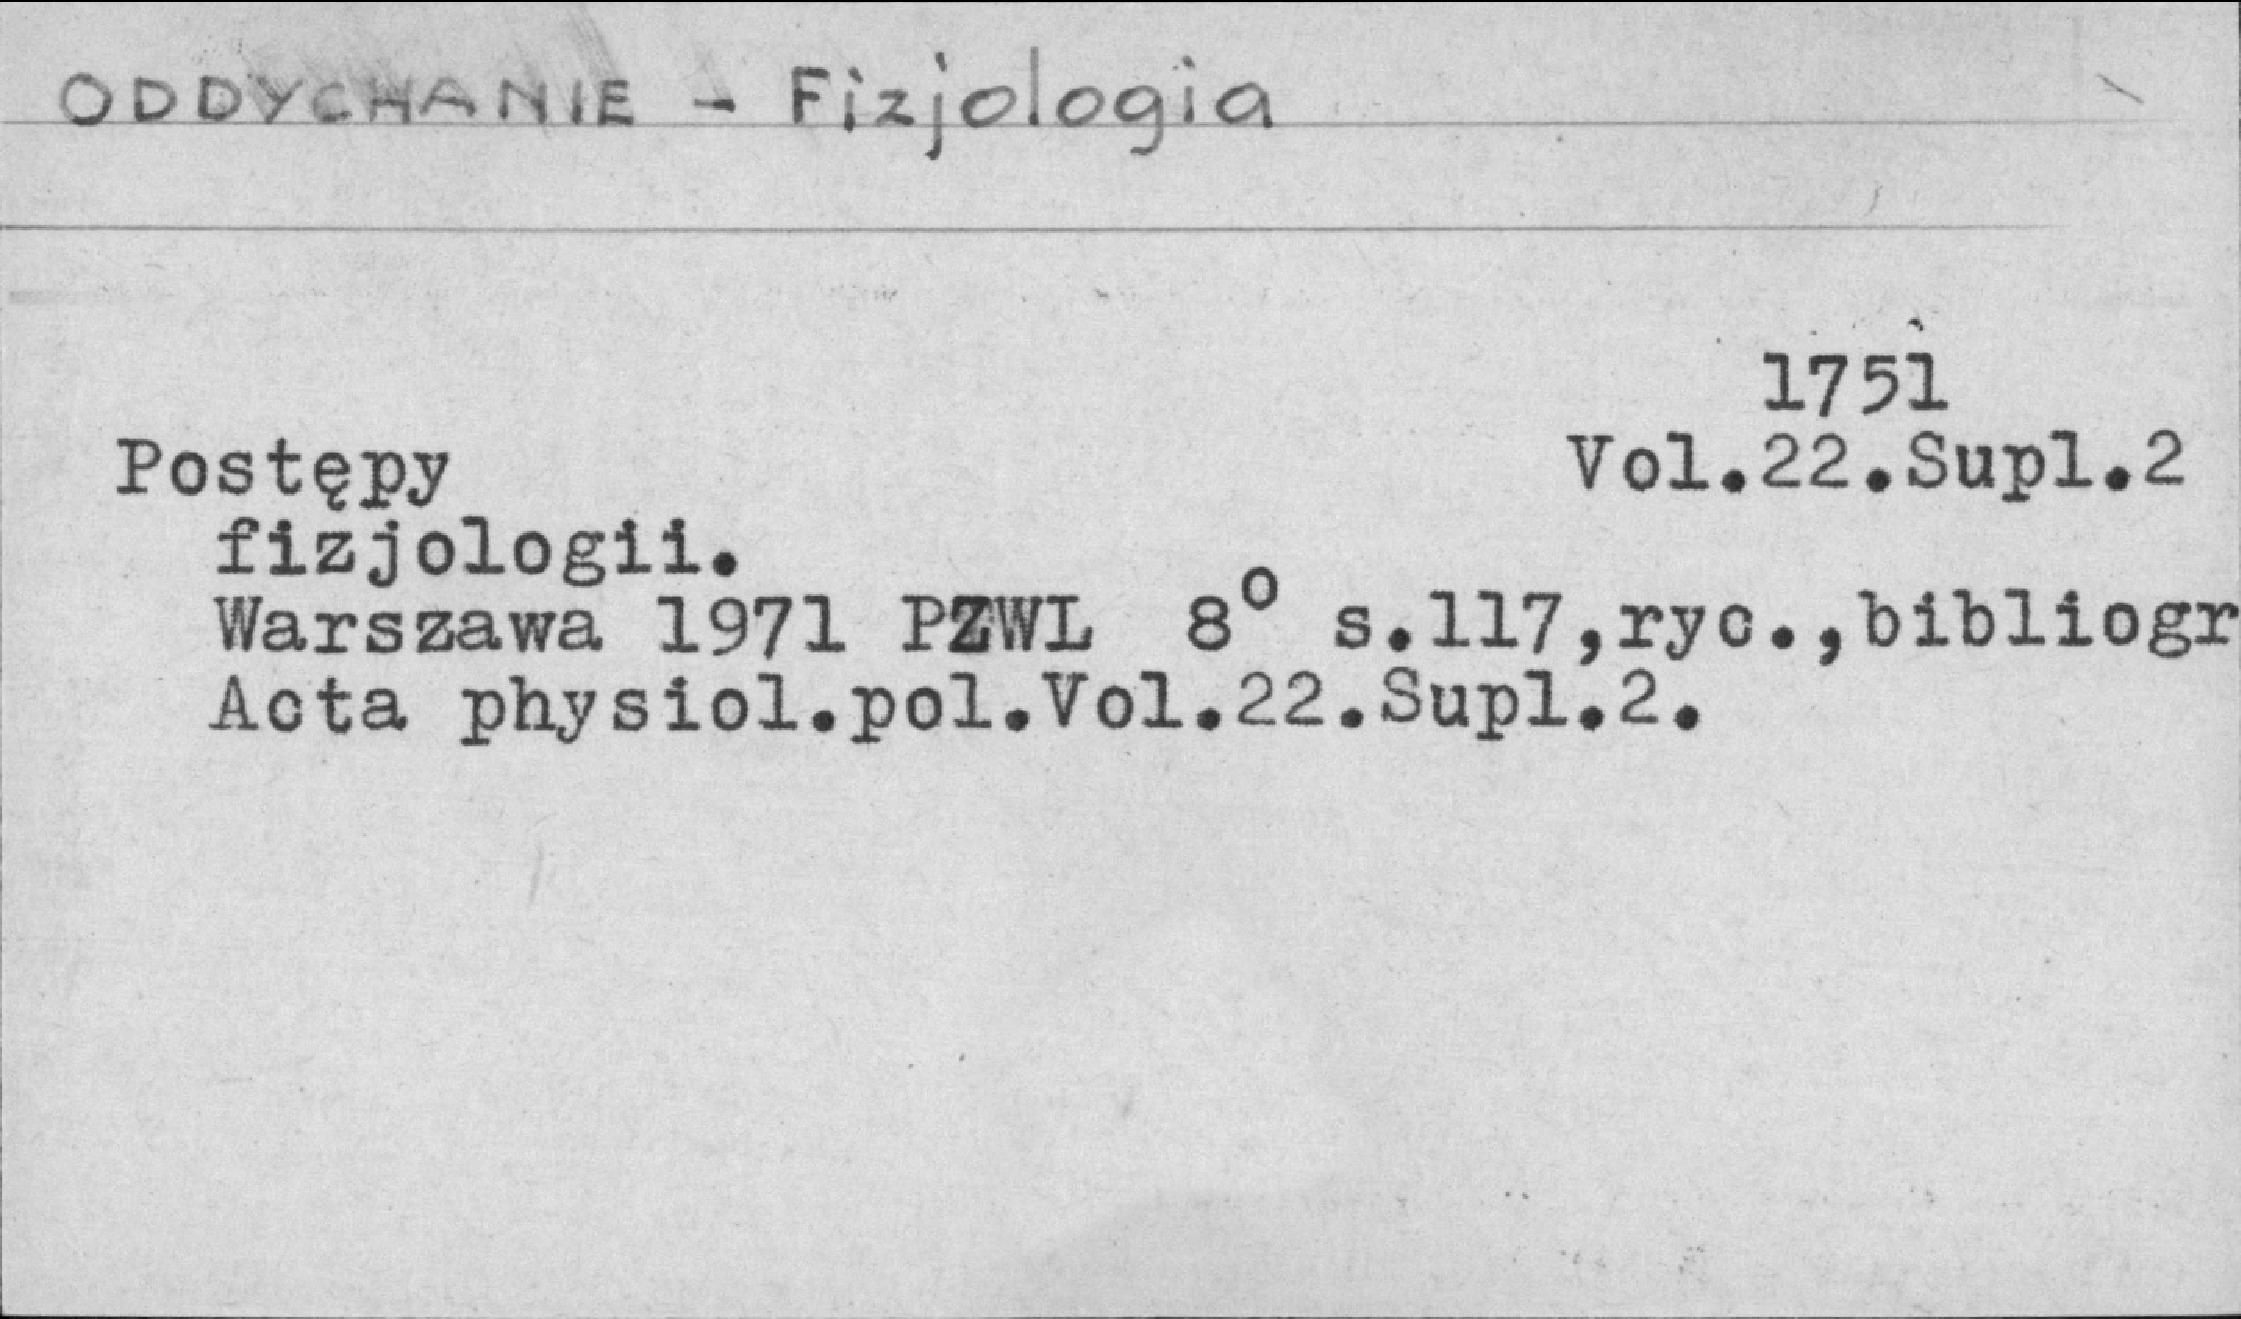 ODDYCHANIE - Fizjologia
1751
Postępy Vol.22.Supl.2
fizjologii.
Warszawa 1971 PZWL 8° s.117,ryc.,bibliogr
Acta physiol.pol.Vol.22.Supl.2.